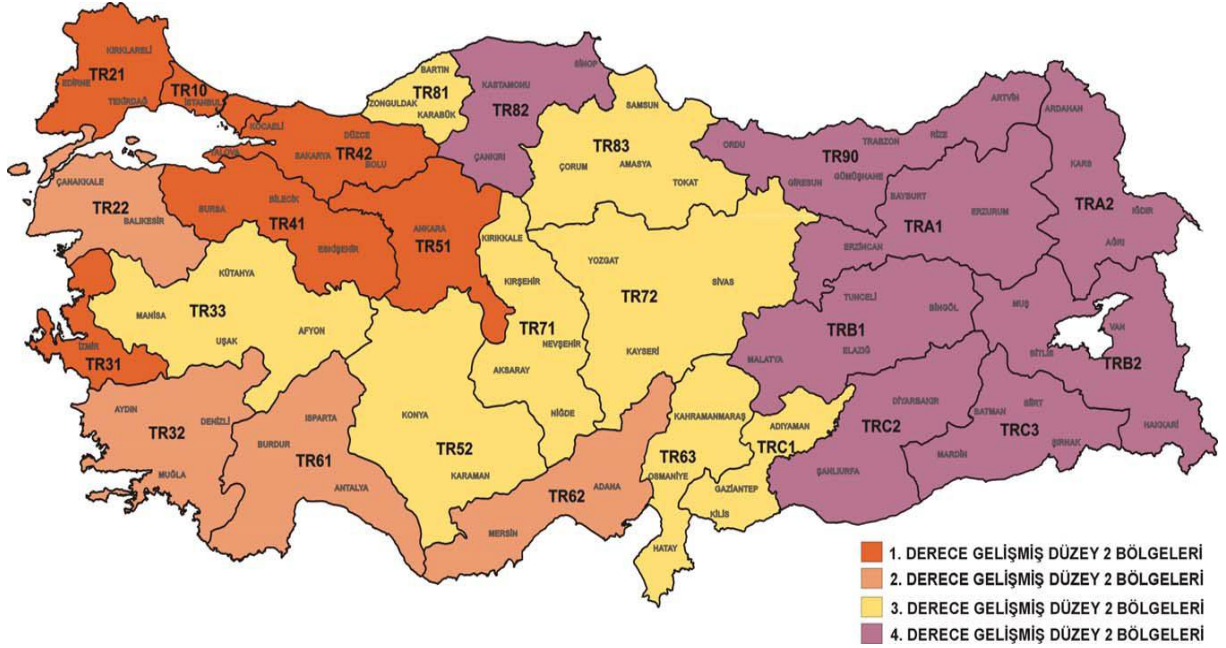 KIRKLARELİ
TR21
EDİRNE
TEKİRDAĞ
TR10
İSTANBUL
KOCAELİ
YALOVA
DÜZCE
SAKARYA
TR42
BOLU
BARTIN
TR81
ZONGULDAK
KARABÜK
SİNOP
KASTAMONU
TR82
ÇANKIRI
SAMSUN
TR83
ÇORUM
AMASYA
TOKAT
ORDU
TR90
TRABZON
RİZE
ARTVİN
GİRESUN
GÜMÜŞHANE
ARDAHAN
KARS
TRA2
IĞDIR
AĞRI
BAYBURT
TRA1
ERZURUM
ERZİNCAN
ÇANAKKALE
TR22
BALIKESİR
BURSA
BİLECİK
TR41
ESKİŞEHİR
ANKARA
TR51
KIRIKKALE
KIRŞEHİR
TR71
NEVŞEHİR
AKSARAY
NİĞDE
YOZGAT
SİVAS
TR72
KAYSERİ
TUNCELİ
BİNGÖL
TRB1
ELAZIĞ
MALATYA
MUŞ
VAN
BİTLİS
TRB2
HAKKARİ
KÜTAHYA
TR33
MANİSA
UŞAK
AFYON
İZMİR
TR31
AYDIN
DENİZLİ
TR32
MUĞLA
ISPARTA
BURDUR
TR61
ANTALYA
KONYA
TR52
KARAMAN
TR62
ADANA
MERSİN
KAHRAMANMARAŞ
TR63
OSMANİYE
HATAY
ADIYAMAN
TRC1
GAZİANTEP
KİLİS
DİYARBAKIR
TRC2
ŞANLIURFA
BATMAN
SİİRT
TRC3
MARDİN
ŞIRNAK
1. DERECE GELİŞMİŞ DÜZEY 2 BÖLGELERİ
2. DERECE GELİŞMİŞ DÜZEY 2 BÖLGELERİ
3. DERECE GELİŞMİŞ DÜZEY 2 BÖLGELERİ
4. DERECE GELİŞMİŞ DÜZEY 2 BÖLGELERİ